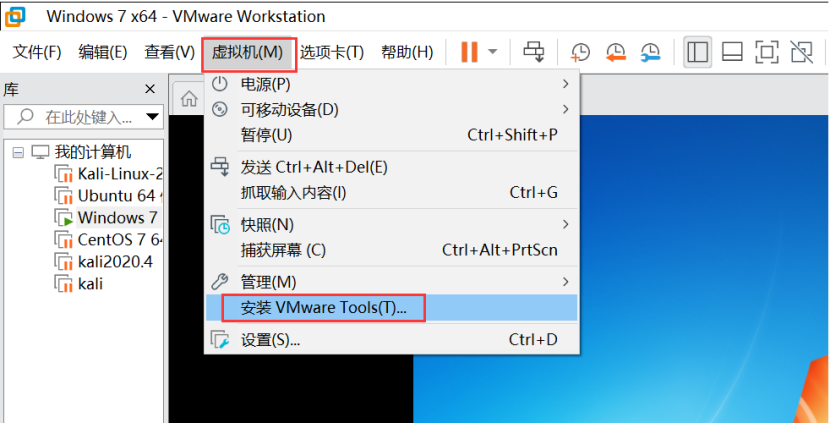 Windows 7 x64 - VMware Workstation
文件(F) 编辑(E) 查看(V) 虚拟机(M) 选项卡(T) 帮助(H)
库
在此处键入...
我的计算机
Kali-Linux-2
Ubuntu 64
Windows 7
CentOS 7 64
kali2020.4
kali
电源(P)
可移动设备(D)
暂停(U) Ctrl+Shift+P
发送 Ctrl+Alt+Del(E)
抓取输入内容(I) Ctrl+G
快照(N)
捕获屏幕 (C) Ctrl+Alt+PrtScn
管理(M)
安装 VMware Tools(T)...
设置(S)... Ctrl+D